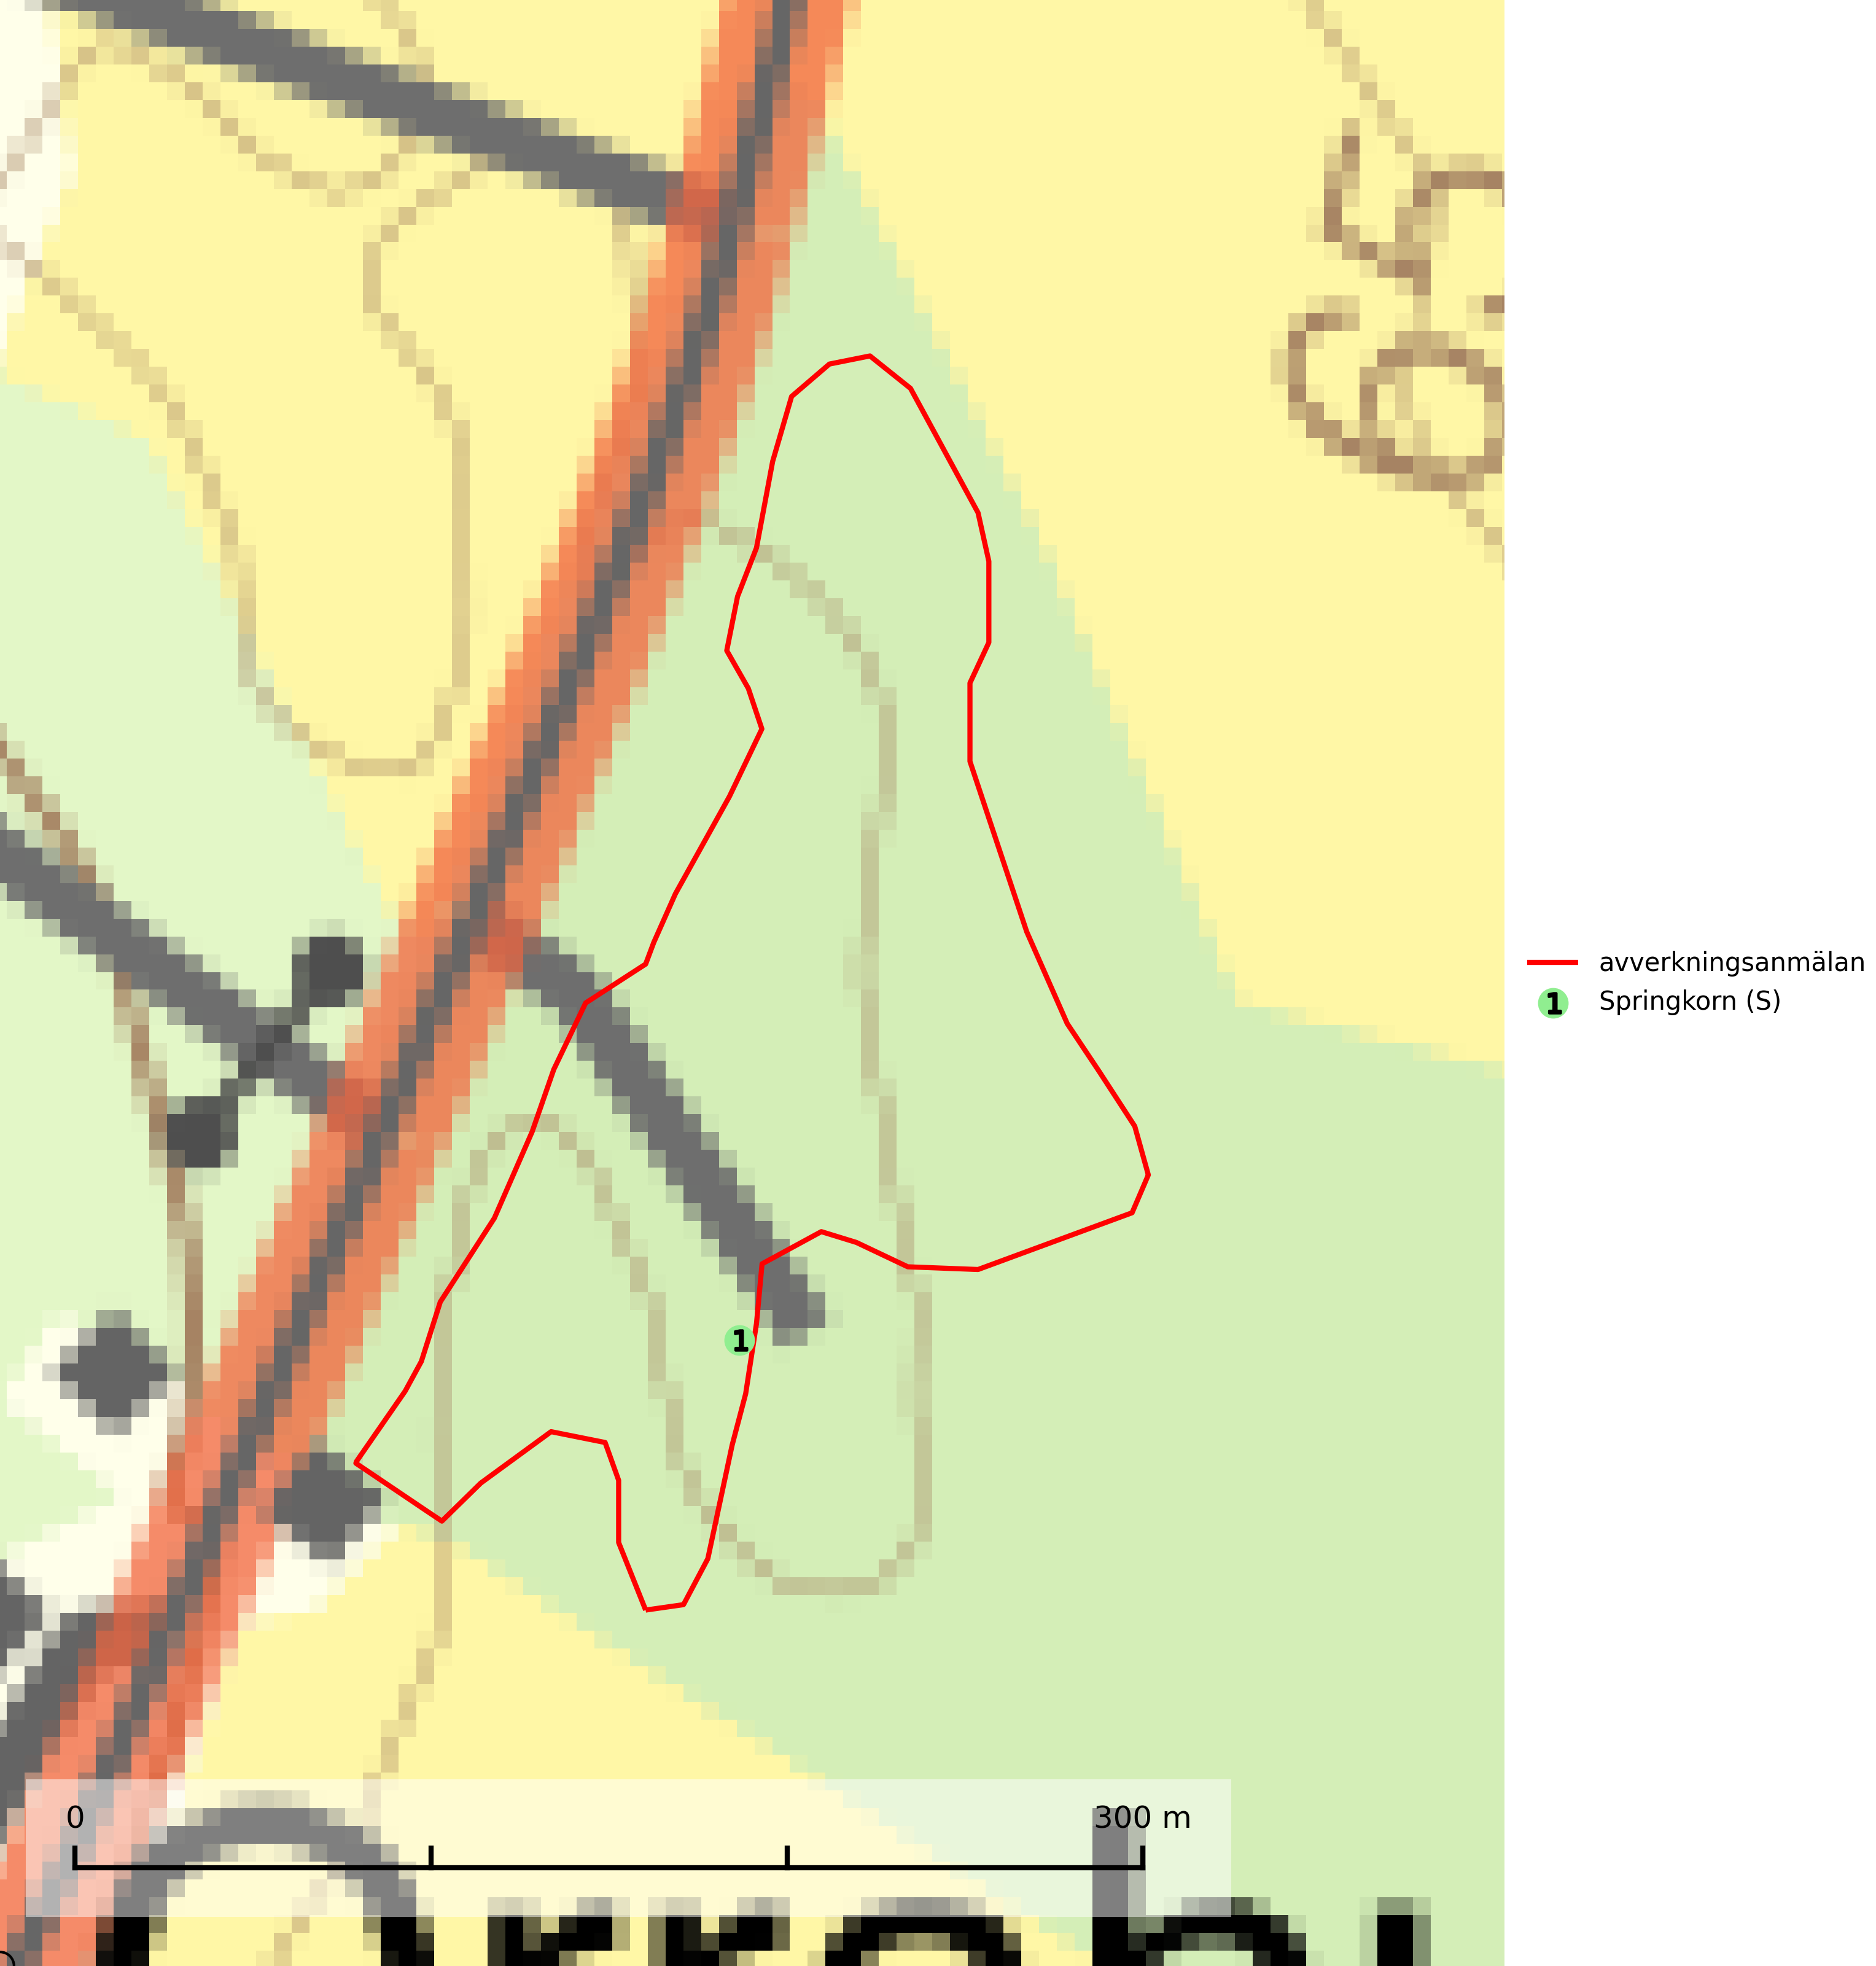 avverkningsanmälan
1 Springkorn (S)
1
0 300 m